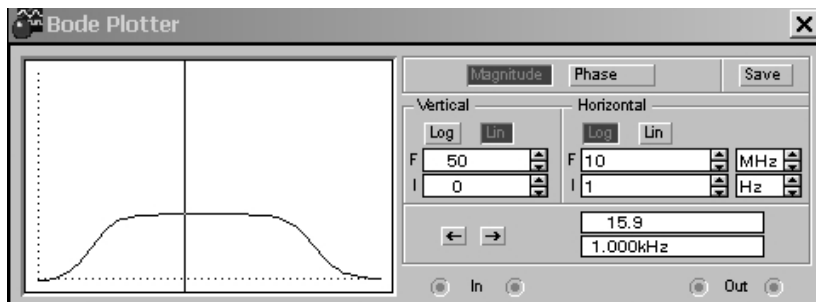 Bode Plotter
Magnitude Phase Save
Vertical Horizontal
Log Lin Log Lin
F 50 F 10 MHz
I 0 I 1 Hz
15.9
1.000kHz
In Out